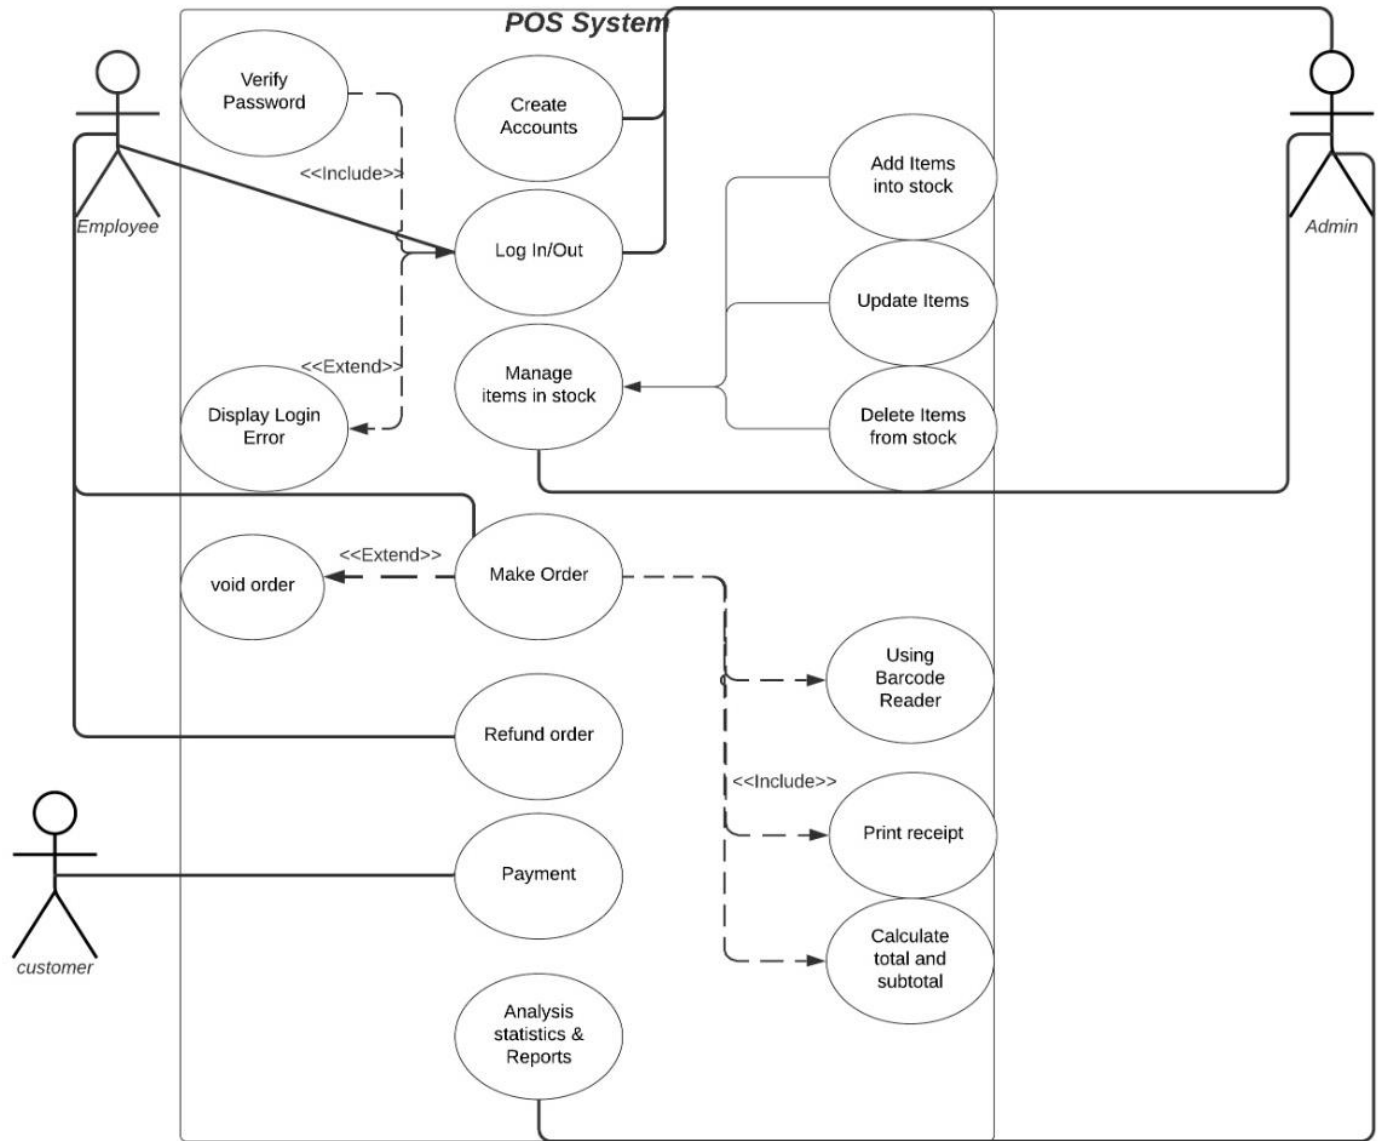 POS System
Verify
Password
Create
Accounts
Add Items
into stock
<<Include>>
Employee
Admin
Log In/Out
Update Items
<<Extend>>
Manage
items in stock
Display Login
Error
Delete Items
from stock
<<Extend>>
void order
Make Order
Using
Barcode
Reader
Refund order
<<Include>>
Print receipt
Payment
customer
Calculate
total and
subtotal
Analysis
statistics &
Reports